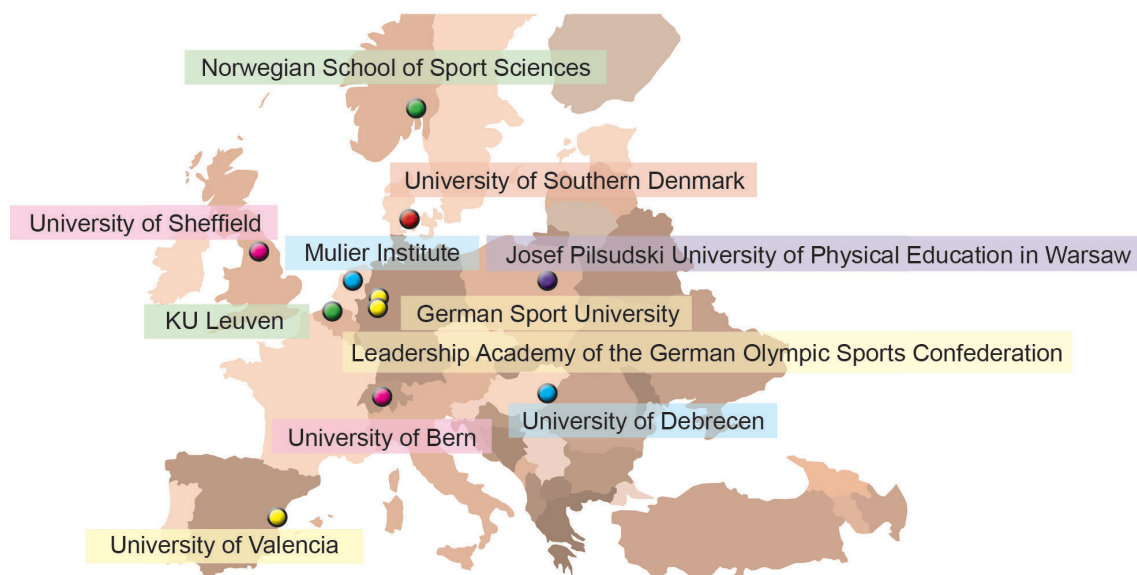 Norwegian School of Sport Sciences
University of Southern Denmark
University of Sheffield
Mulier Institute
Josef Pilsudski University of Physical Education in Warsaw
KU Leuven
German Sport University
Leadership Academy of the German Olympic Sports Confederation
University of Debrecen
University of Bern
University of Valencia